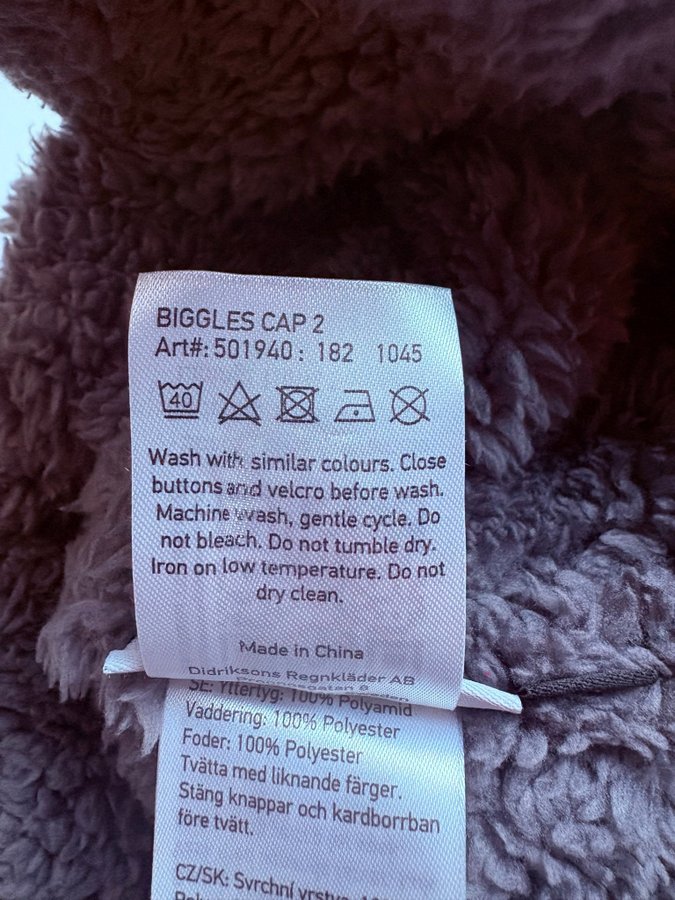 BIGGLES CAP 2
Art#: 501940 : 182 1045
40
Wash with similar colours. Close
buttons and velcro before wash.
Machine wash, gentle cycle. Do
not bleach. Do not tumble dry.
Iron on low temperature. Do not
dry clean.
Made in China
Didriksons Regnkläder AB
SE: Yttertyg: 100% Polyamid
Vaddering: 100% Polyester
Foder: 100% Polyester
Tvätta med liknande färger.
Stäng knappar och kardborrban
före tvätt.
CZ/SK: Svrchní vrstva: